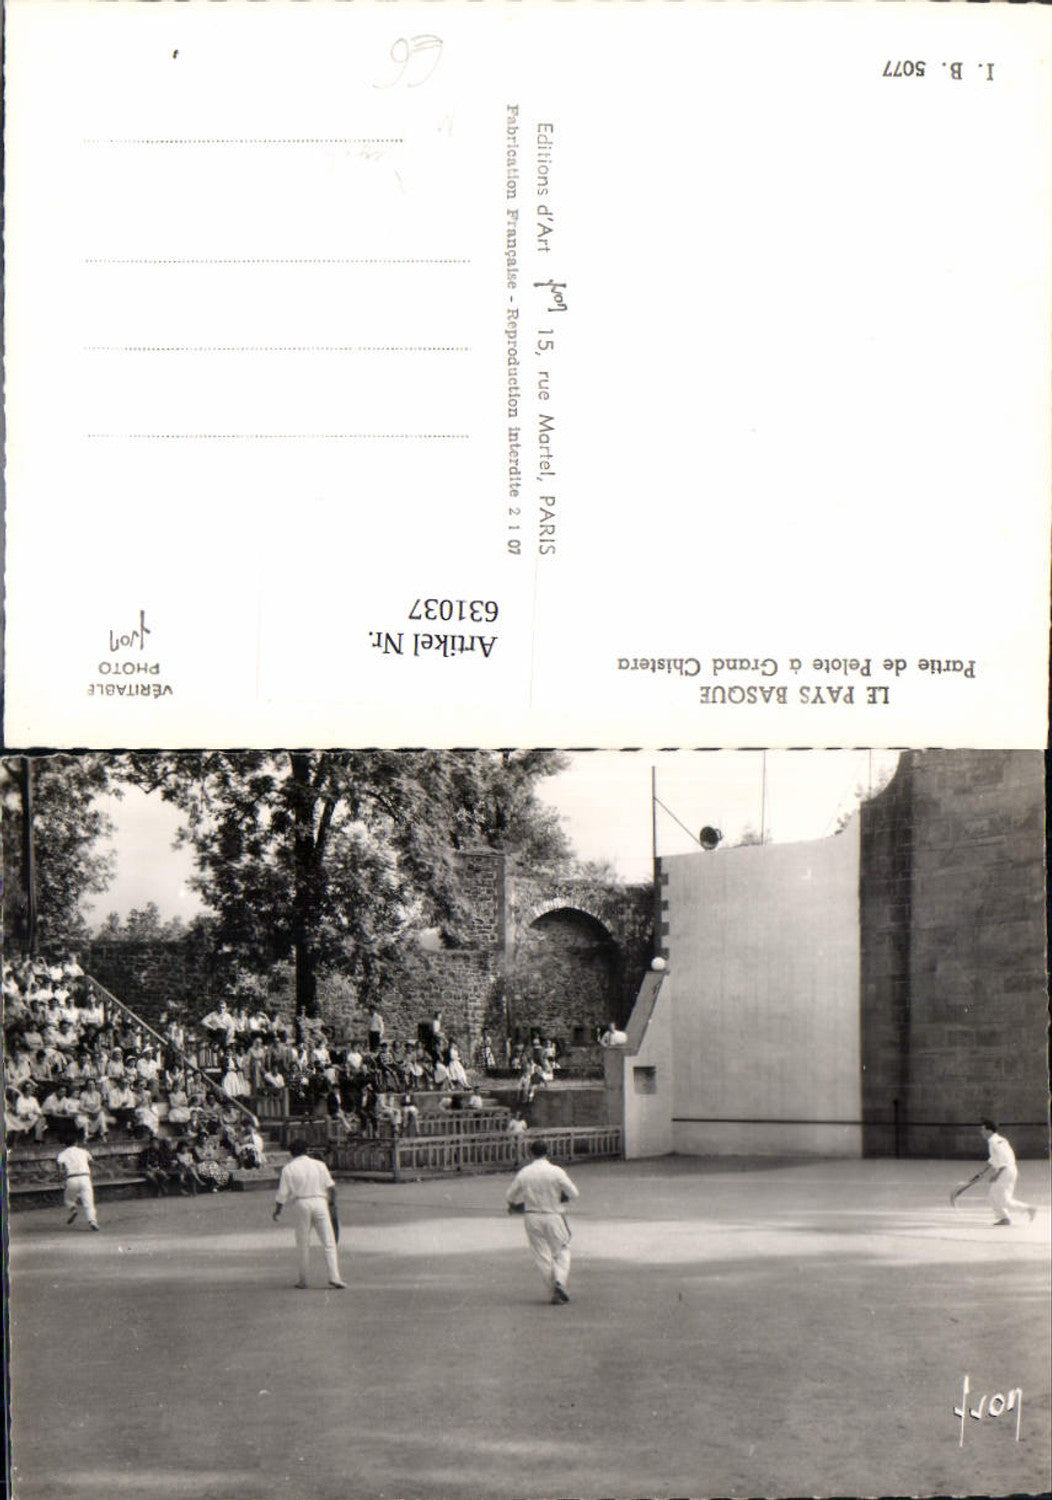 LE PAYS BASQUE
Partie de Pelote à Grand Chistera
VÉRITABLE
PHOTO
yvon
Artikel Nr.
631037
Editions d'Art yvon 15, rue Martel, PARIS
Fabrication Française - Reproduction interdite 2 1 07
I. B. 5077
yvon